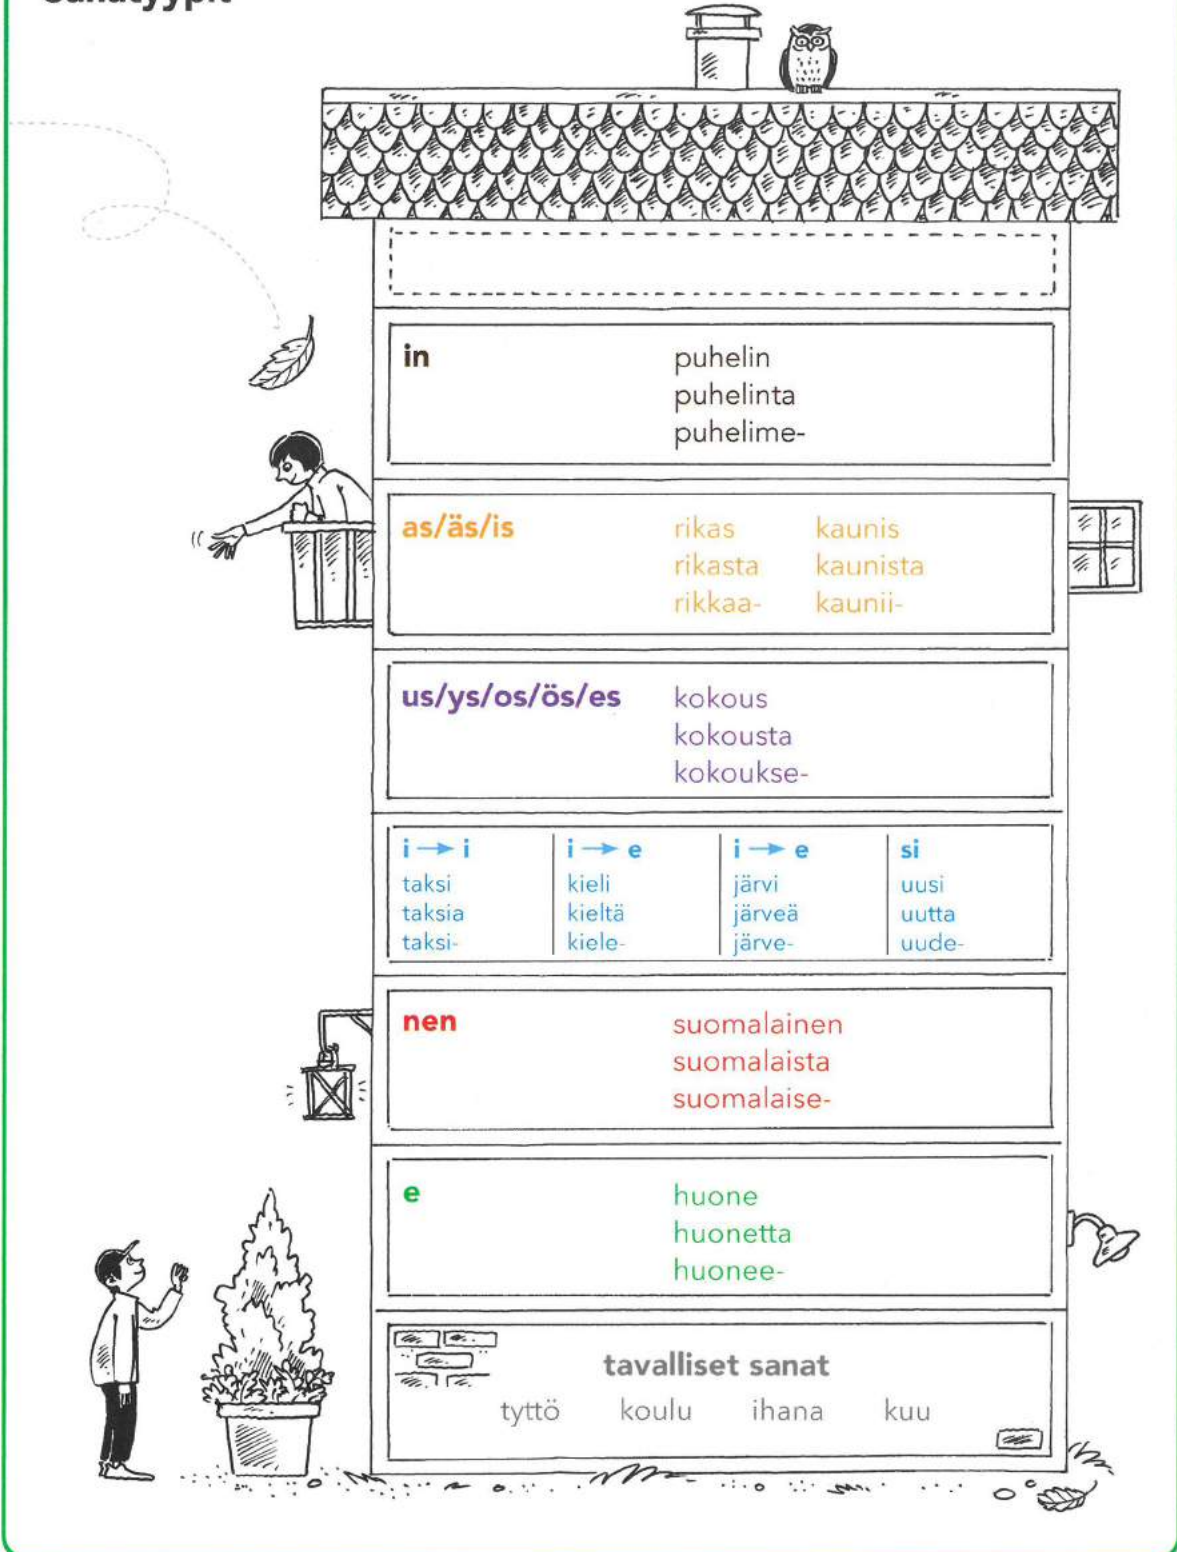 Sanatyypit
in
puhelin
puhelinta
puhelime-
as/äs/is
rikas kaunis
rikasta kaunista
rikkaa- kaunii-
us/ys/os/ös/es
kokous
kokousta
kokoukse-
i → i
taksi
taksia
taksi-
i → e
kieli
kieltä
kiele-
i → e
järvi
järveä
järve-
si
uusi
uutta
uude-
nen
suomalainen
suomalaista
suomalaise-
e
huone
huonetta
huonee-
tavalliset sanat
tyttö koulu ihana kuu